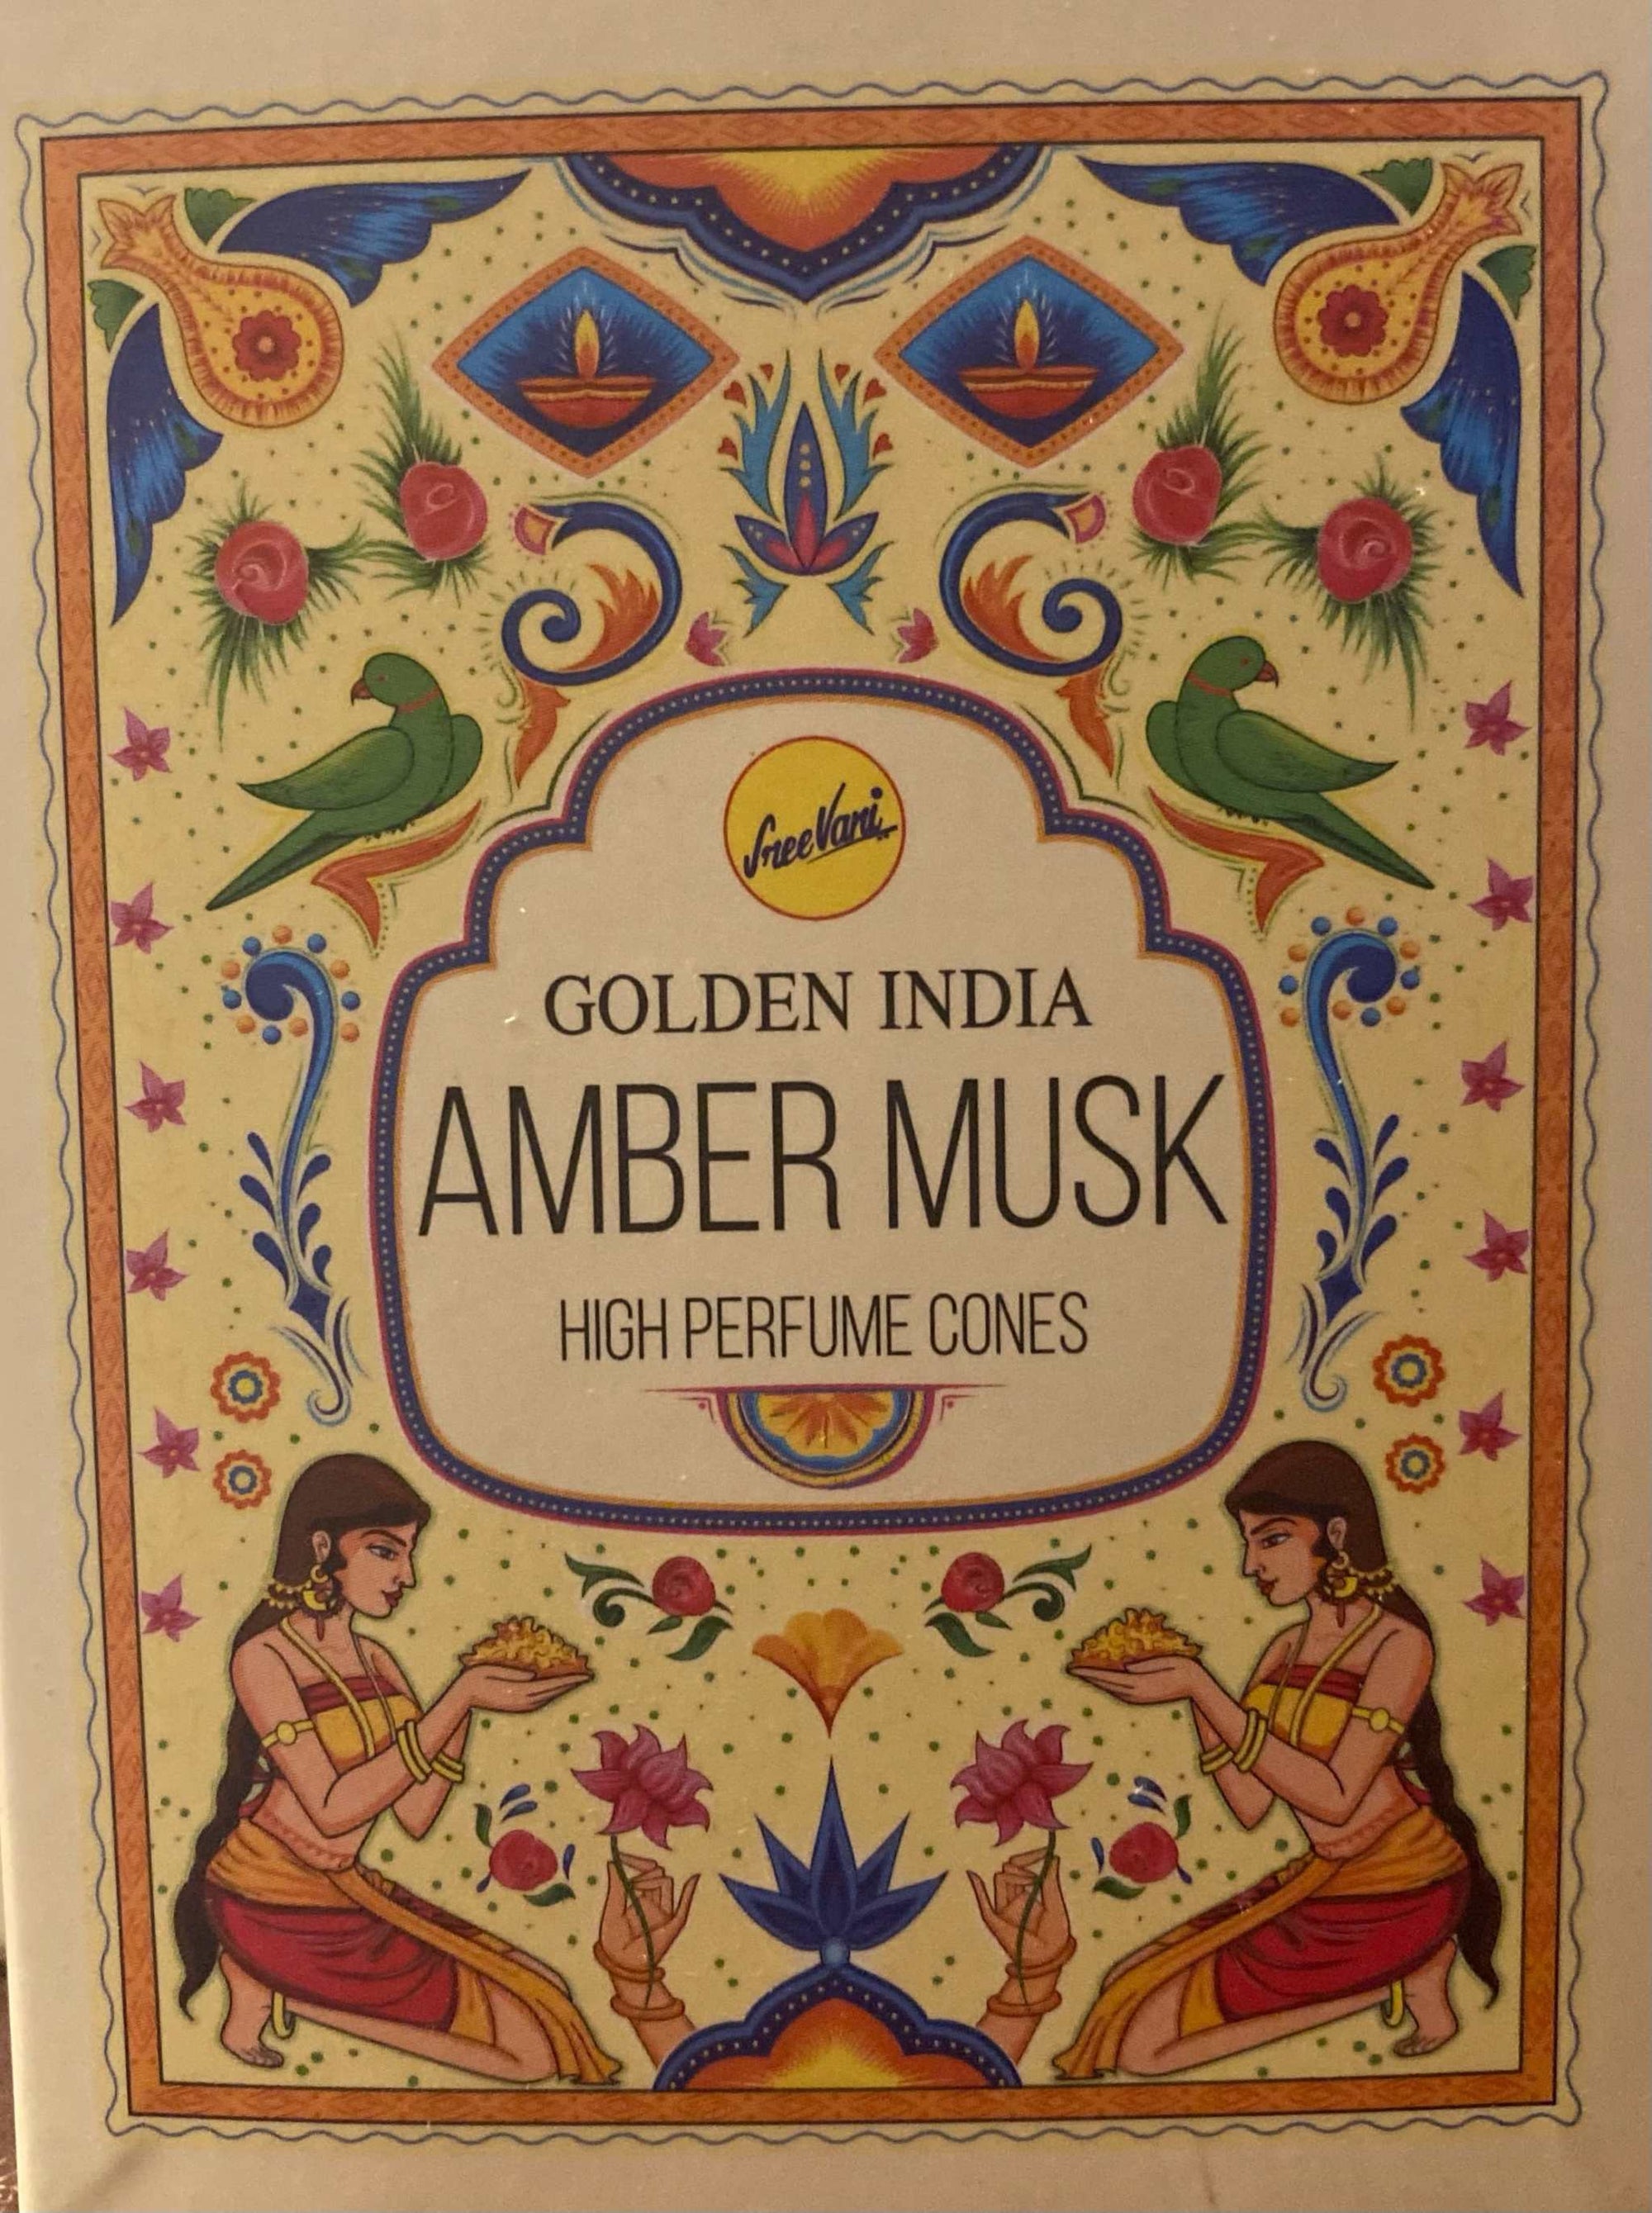 SreeVani
GOLDEN INDIA
AMBER MUSK
HIGH PERFUME CONES